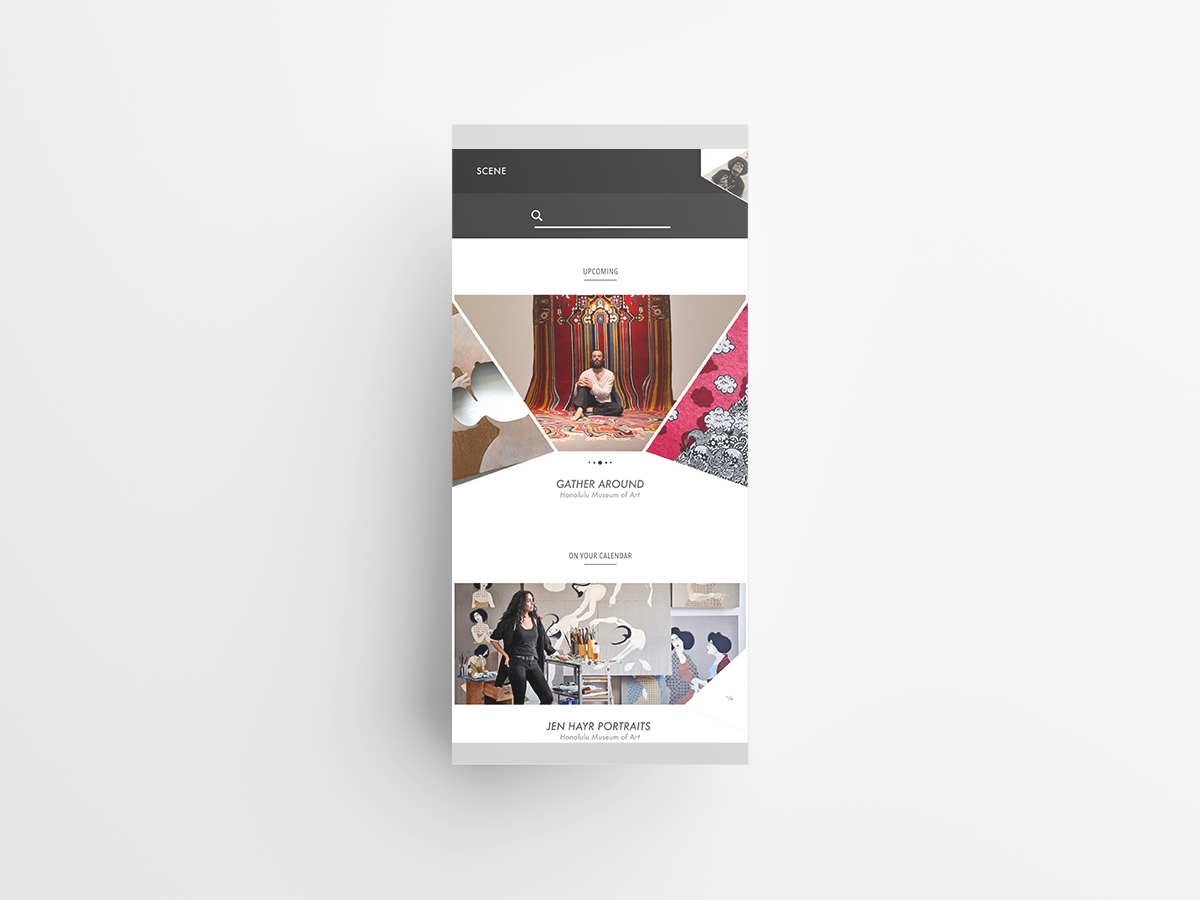 SCENE
UPCOMING
GATHER AROUND
Honolulu Museum of Art
ON YOUR CALENDAR
JEN HAYR PORTRAITS
Honolulu Museum of Art